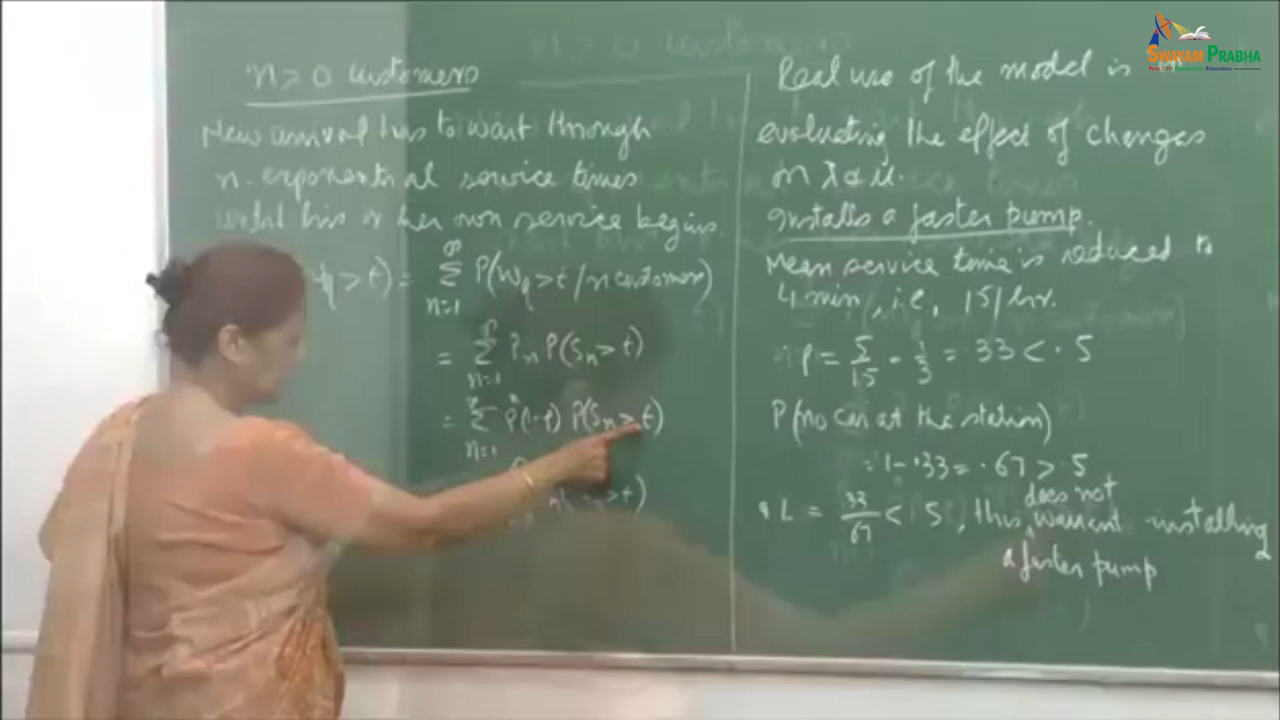 n > 0 customers
New arrival has to wait through
n exponential service times
until his or her own service begins.
q > t) = ∞ Σ n=1 P(Wq > t / n customers)
= ∞ Σ n=1 Pn P(Sn > t)
= Σ n=1 ρⁿ(1-ρ) P(Sn > t)
> t)
Real use of the model is in
evaluating the effect of changes
in λ & μ.
Installs a faster pump.
Mean service time is reduced to
4 min, i.e, 15/hr.
ρ = 5/15 = 1/3 = .33 < .5
P(no car at the station)
= 1 - .33 = .67 > .5
L = 33/67 < .5, this does not warrant installing
a faster pump
SWAYAM PRABHA